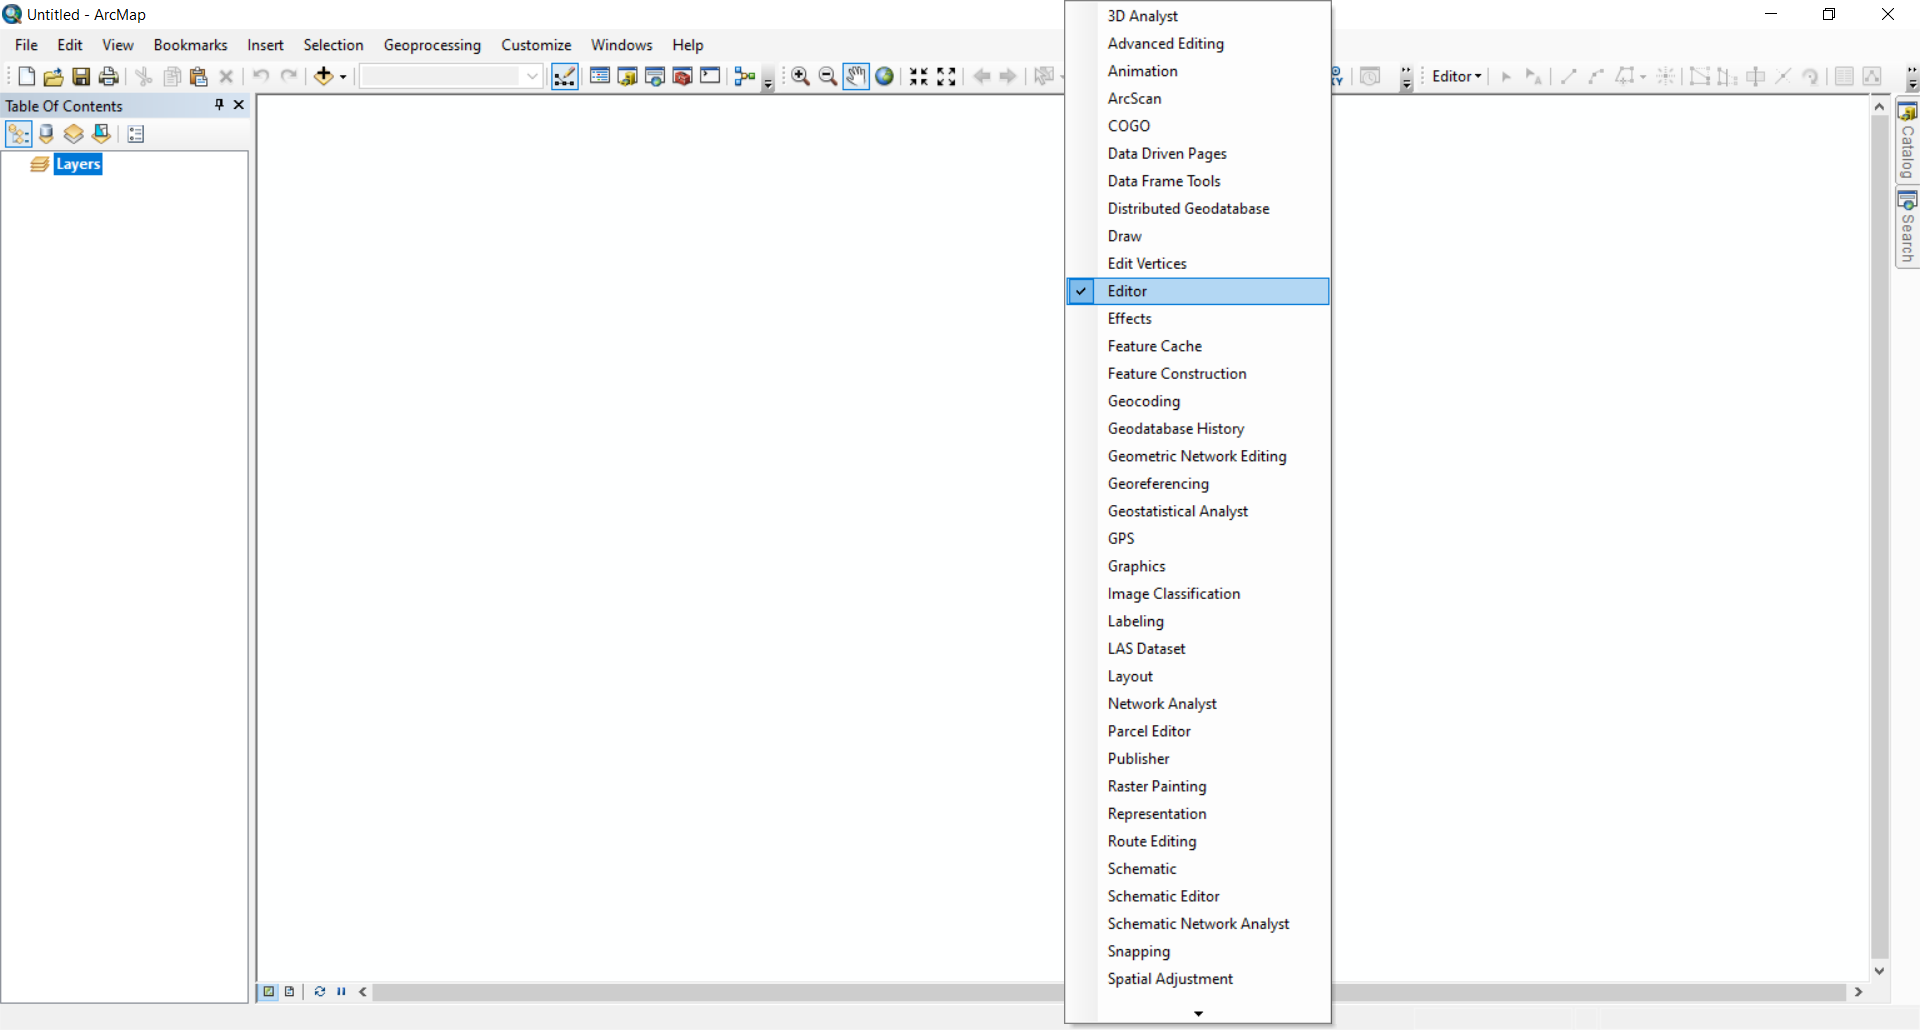 Untitled - ArcMap
File Edit View Bookmarks Insert Selection Geoprocessing Customize Windows Help
Editor
Table Of Contents
Layers
3D Analyst
Advanced Editing
Animation
ArcScan
COGO
Data Driven Pages
Data Frame Tools
Distributed Geodatabase
Draw
Edit Vertices
Editor
Effects
Feature Cache
Feature Construction
Geocoding
Geodatabase History
Geometric Network Editing
Georeferencing
Geostatistical Analyst
GPS
Graphics
Image Classification
Labeling
LAS Dataset
Layout
Network Analyst
Parcel Editor
Publisher
Raster Painting
Representation
Route Editing
Schematic
Schematic Editor
Schematic Network Analyst
Snapping
Spatial Adjustment
Catalog
Search